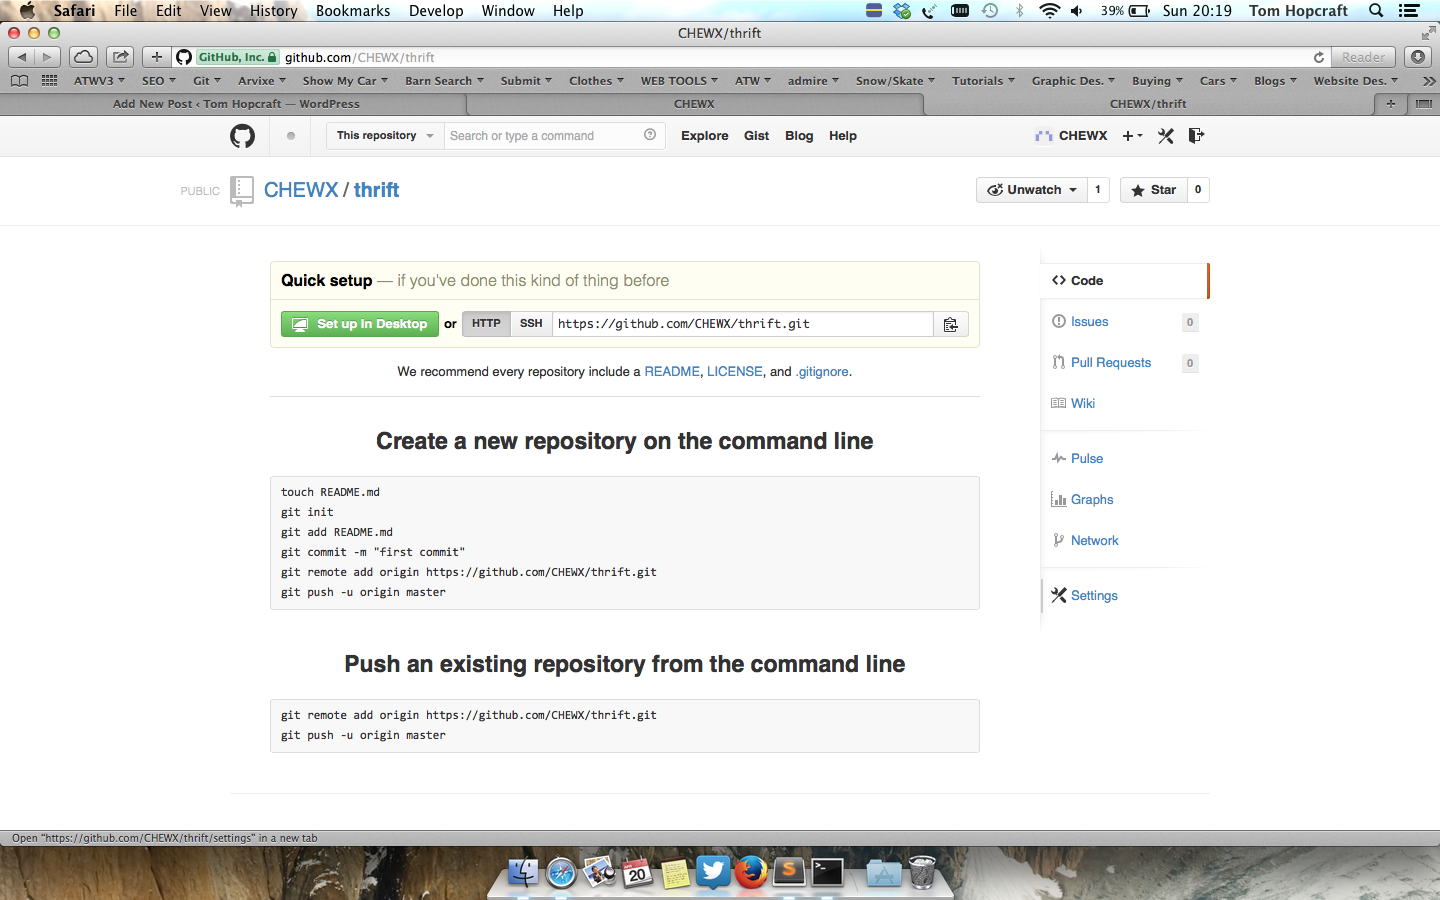 Safari File Edit View History Bookmarks Develop Window Help 39% Sun 20:19 Tom Hopcraft
CHEWX/thrift
GitHub, Inc. github.com/CHEWX/thrift Reader
ATWV3 SEO Git Arvixe Show My Car Barn Search Submit Clothes WEB TOOLS ATW admire Snow/Skate Tutorials Graphic Des. Buying Cars Blogs Website Des.
Add New Post ‹ Tom Hopcraft — WordPress CHEWX CHEWX/thrift
This repository Search or type a command Explore Gist Blog Help CHEWX
PUBLIC CHEWX / thrift Unwatch 1 Star 0
Quick setup — if you've done this kind of thing before
Set up in Desktop or HTTP SSH https://github.com/CHEWX/thrift.git
We recommend every repository include a README, LICENSE, and .gitignore.
Create a new repository on the command line
touch README.md
git init
git add README.md
git commit -m "first commit"
git remote add origin https://github.com/CHEWX/thrift.git
git push -u origin master
Push an existing repository from the command line
git remote add origin https://github.com/CHEWX/thrift.git
git push -u origin master
Code
Issues 0
Pull Requests 0
Wiki
Pulse
Graphs
Network
Settings
Open "https://github.com/CHEWX/thrift/settings" in a new tab
20